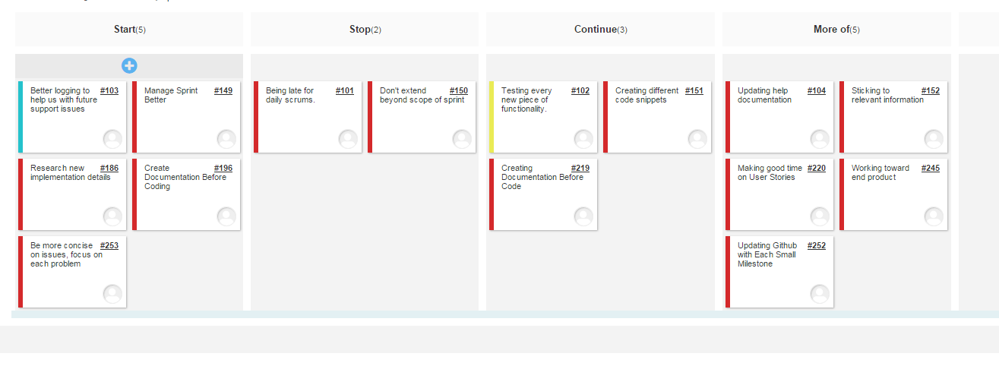 Start(5)
Stop(2)
Continue(3)
More of(5)
Better logging to #103
help us with future
support issues
Manage Sprint #149
Better
Being late for #101
daily scrums.
Don't extend #150
beyond scope of sprint
Testing every #102
new piece of
functionality.
Creating different #151
code snippets
Updating help #104
documentation
Sticking to #152
relevant information
Research new #186
implementation details
Create #196
Documentation Before
Coding
Creating #219
Documentation Before
Code
Making good time #220
on User Stories
Working toward #245
end product
Be more concise #253
on issues, focus on
each problem
Updating Github #252
with Each Small
Milestone